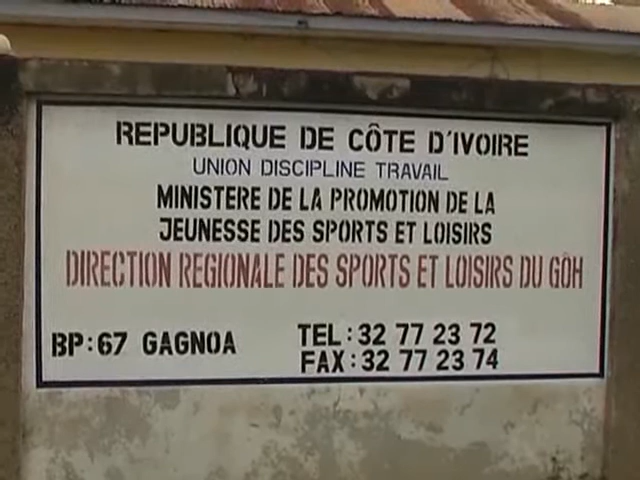 REPUBLIQUE DE CÔTE D'IVOIRE
UNION DISCIPLINE TRAVAIL
MINISTERE DE LA PROMOTION DE LA
JEUNESSE DES SPORTS ET LOISIRS
DIRECTION REGIONALE DES SPORTS ET LOISIRS DU GÔH
BP:67 GAGNOA
TEL:32 77 23 72
FAX:32 77 23 74